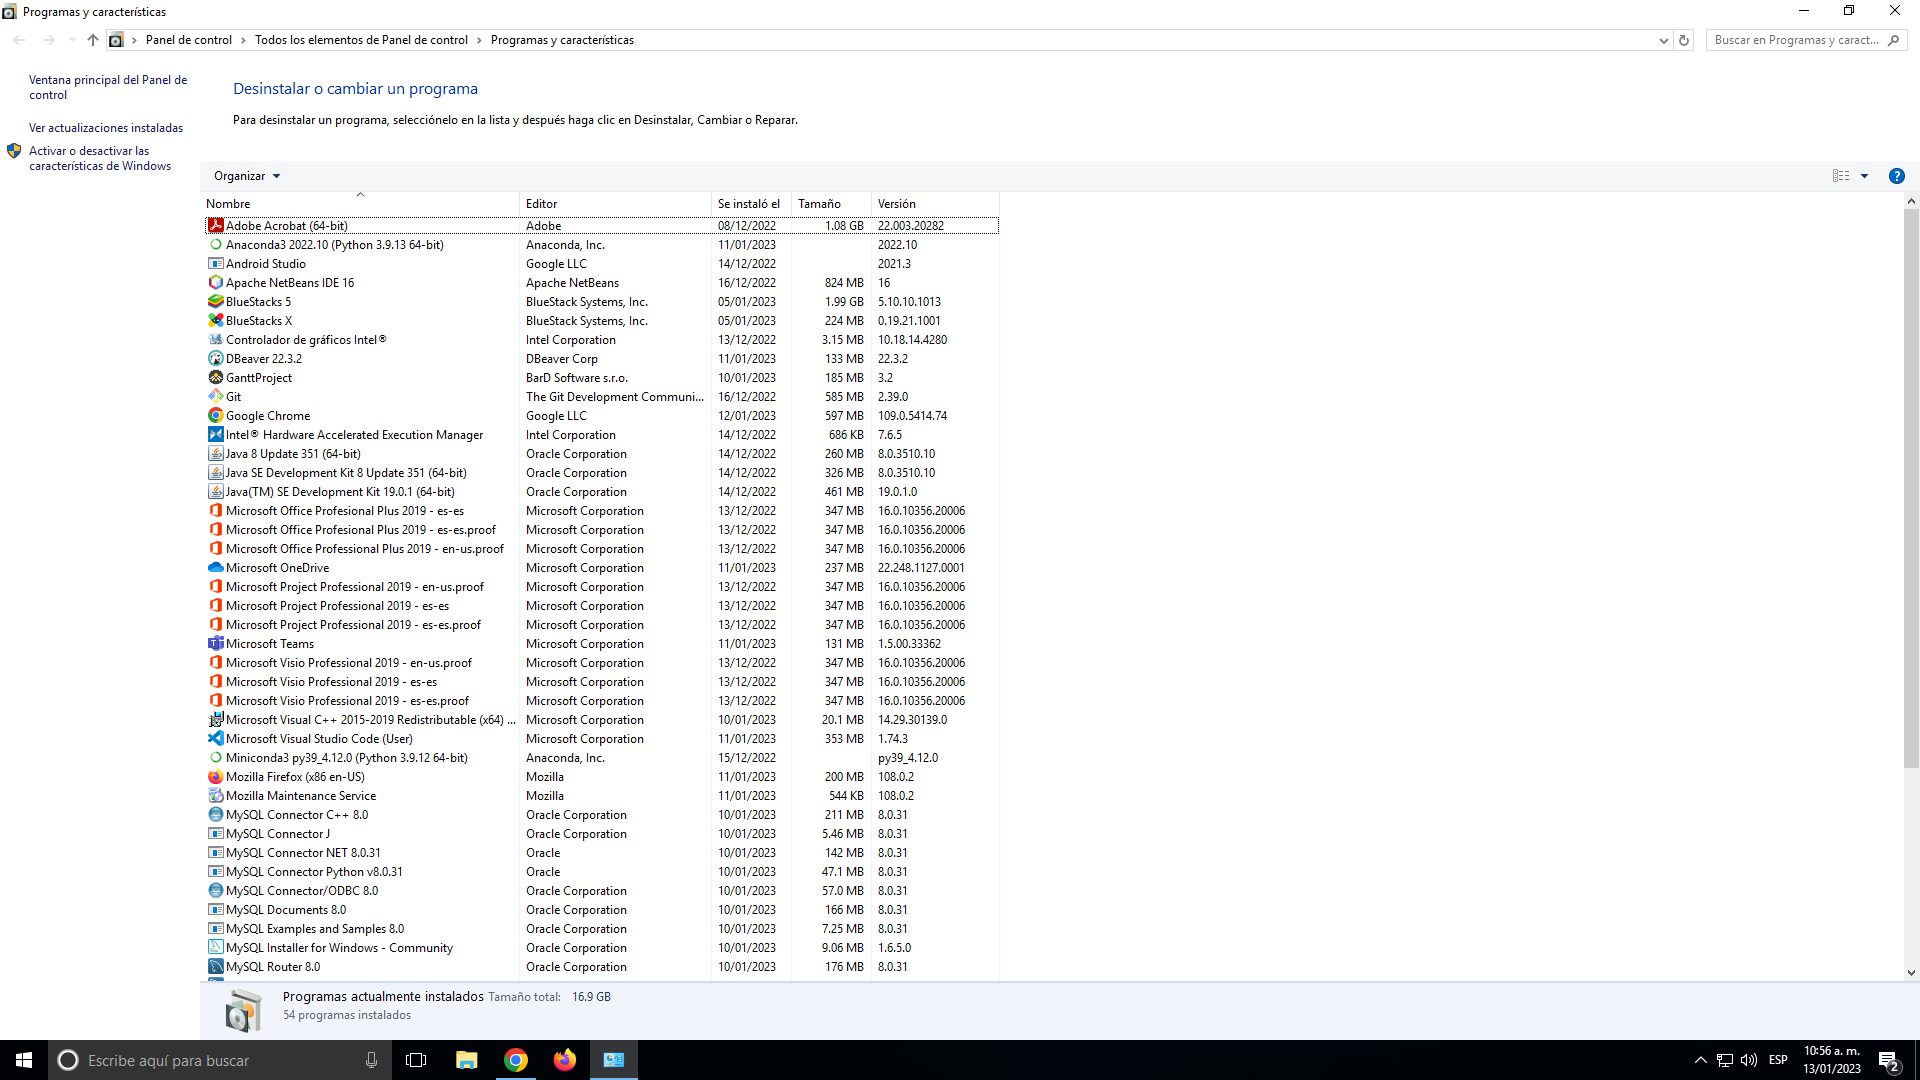 Programas y características
Panel de control > Todos los elementos de Panel de control > Programas y características
Buscar en Programas y caract...
Ventana principal del Panel de control
Ver actualizaciones instaladas
Activar o desactivar las características de Windows
Desinstalar o cambiar un programa
Para desinstalar un programa, selecciónelo en la lista y después haga clic en Desinstalar, Cambiar o Reparar.
Organizar
Nombre Editor Se instaló el Tamaño Versión
Adobe Acrobat (64-bit) Adobe 08/12/2022 1.08 GB 22.003.20282
Anaconda3 2022.10 (Python 3.9.13 64-bit) Anaconda, Inc. 11/01/2023 2022.10
Android Studio Google LLC 14/12/2022 2021.3
Apache NetBeans IDE 16 Apache NetBeans 16/12/2022 824 MB 16
BlueStacks 5 BlueStack Systems, Inc. 05/01/2023 1.99 GB 5.10.10.1013
BlueStacks X BlueStack Systems, Inc. 05/01/2023 224 MB 0.19.21.1001
Controlador de gráficos Intel® Intel Corporation 13/12/2022 3.15 MB 10.18.14.4280
DBeaver 22.3.2 DBeaver Corp 11/01/2023 133 MB 22.3.2
GanttProject BarD Software s.r.o. 10/01/2023 185 MB 3.2
Git The Git Development Communi... 16/12/2022 585 MB 2.39.0
Google Chrome Google LLC 12/01/2023 597 MB 109.0.5414.74
Intel® Hardware Accelerated Execution Manager Intel Corporation 14/12/2022 686 KB 7.6.5
Java 8 Update 351 (64-bit) Oracle Corporation 14/12/2022 260 MB 8.0.3510.10
Java SE Development Kit 8 Update 351 (64-bit) Oracle Corporation 14/12/2022 326 MB 8.0.3510.10
Java(TM) SE Development Kit 19.0.1 (64-bit) Oracle Corporation 14/12/2022 461 MB 19.0.1.0
Microsoft Office Profesional Plus 2019 - es-es Microsoft Corporation 13/12/2022 347 MB 16.0.10356.20006
Microsoft Office Profesional Plus 2019 - es-es.proof Microsoft Corporation 13/12/2022 347 MB 16.0.10356.20006
Microsoft Office Professional Plus 2019 - en-us.proof Microsoft Corporation 13/12/2022 347 MB 16.0.10356.20006
Microsoft OneDrive Microsoft Corporation 11/01/2023 237 MB 22.248.1127.0001
Microsoft Project Professional 2019 - en-us.proof Microsoft Corporation 13/12/2022 347 MB 16.0.10356.20006
Microsoft Project Professional 2019 - es-es Microsoft Corporation 13/12/2022 347 MB 16.0.10356.20006
Microsoft Project Professional 2019 - es-es.proof Microsoft Corporation 13/12/2022 347 MB 16.0.10356.20006
Microsoft Teams Microsoft Corporation 11/01/2023 131 MB 1.5.00.33362
Microsoft Visio Professional 2019 - en-us.proof Microsoft Corporation 13/12/2022 347 MB 16.0.10356.20006
Microsoft Visio Professional 2019 - es-es Microsoft Corporation 13/12/2022 347 MB 16.0.10356.20006
Microsoft Visio Professional 2019 - es-es.proof Microsoft Corporation 13/12/2022 347 MB 16.0.10356.20006
Microsoft Visual C++ 2015-2019 Redistributable (x64) ... Microsoft Corporation 10/01/2023 20.1 MB 14.29.30139.0
Microsoft Visual Studio Code (User) Microsoft Corporation 11/01/2023 353 MB 1.74.3
Miniconda3 py39_4.12.0 (Python 3.9.12 64-bit) Anaconda, Inc. 15/12/2022 py39_4.12.0
Mozilla Firefox (x86 en-US) Mozilla 11/01/2023 200 MB 108.0.2
Mozilla Maintenance Service Mozilla 11/01/2023 544 KB 108.0.2
MySQL Connector C++ 8.0 Oracle Corporation 10/01/2023 211 MB 8.0.31
MySQL Connector J Oracle Corporation 10/01/2023 5.46 MB 8.0.31
MySQL Connector NET 8.0.31 Oracle 10/01/2023 142 MB 8.0.31
MySQL Connector Python v8.0.31 Oracle 10/01/2023 47.1 MB 8.0.31
MySQL Connector/ODBC 8.0 Oracle Corporation 10/01/2023 57.0 MB 8.0.31
MySQL Documents 8.0 Oracle Corporation 10/01/2023 166 MB 8.0.31
MySQL Examples and Samples 8.0 Oracle Corporation 10/01/2023 7.25 MB 8.0.31
MySQL Installer for Windows - Community Oracle Corporation 10/01/2023 9.06 MB 1.6.5.0
MySQL Router 8.0 Oracle Corporation 10/01/2023 176 MB 8.0.31
Programas actualmente instalados Tamaño total: 16.9 GB
54 programas instalados
Escribe aquí para buscar
ESP
10:56 a. m.
13/01/2023
2